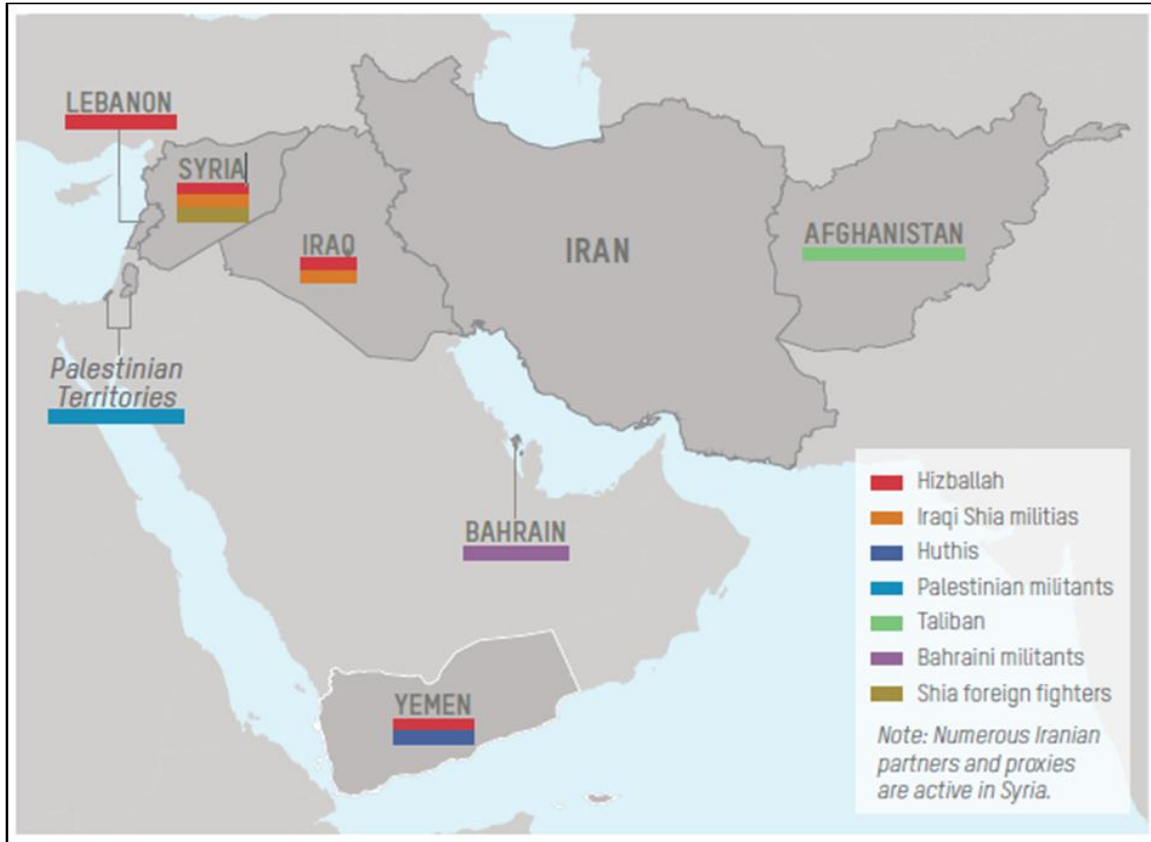 LEBANON
SYRIA
IRAQ
IRAN
AFGHANISTAN
Palestinian
Territories
BAHRAIN
YEMEN
Hizballah
Iraqi Shia militias
Huthis
Palestinian militants
Taliban
Bahraini militants
Shia foreign fighters
Note: Numerous Iranian
partners and proxies
are active in Syria.